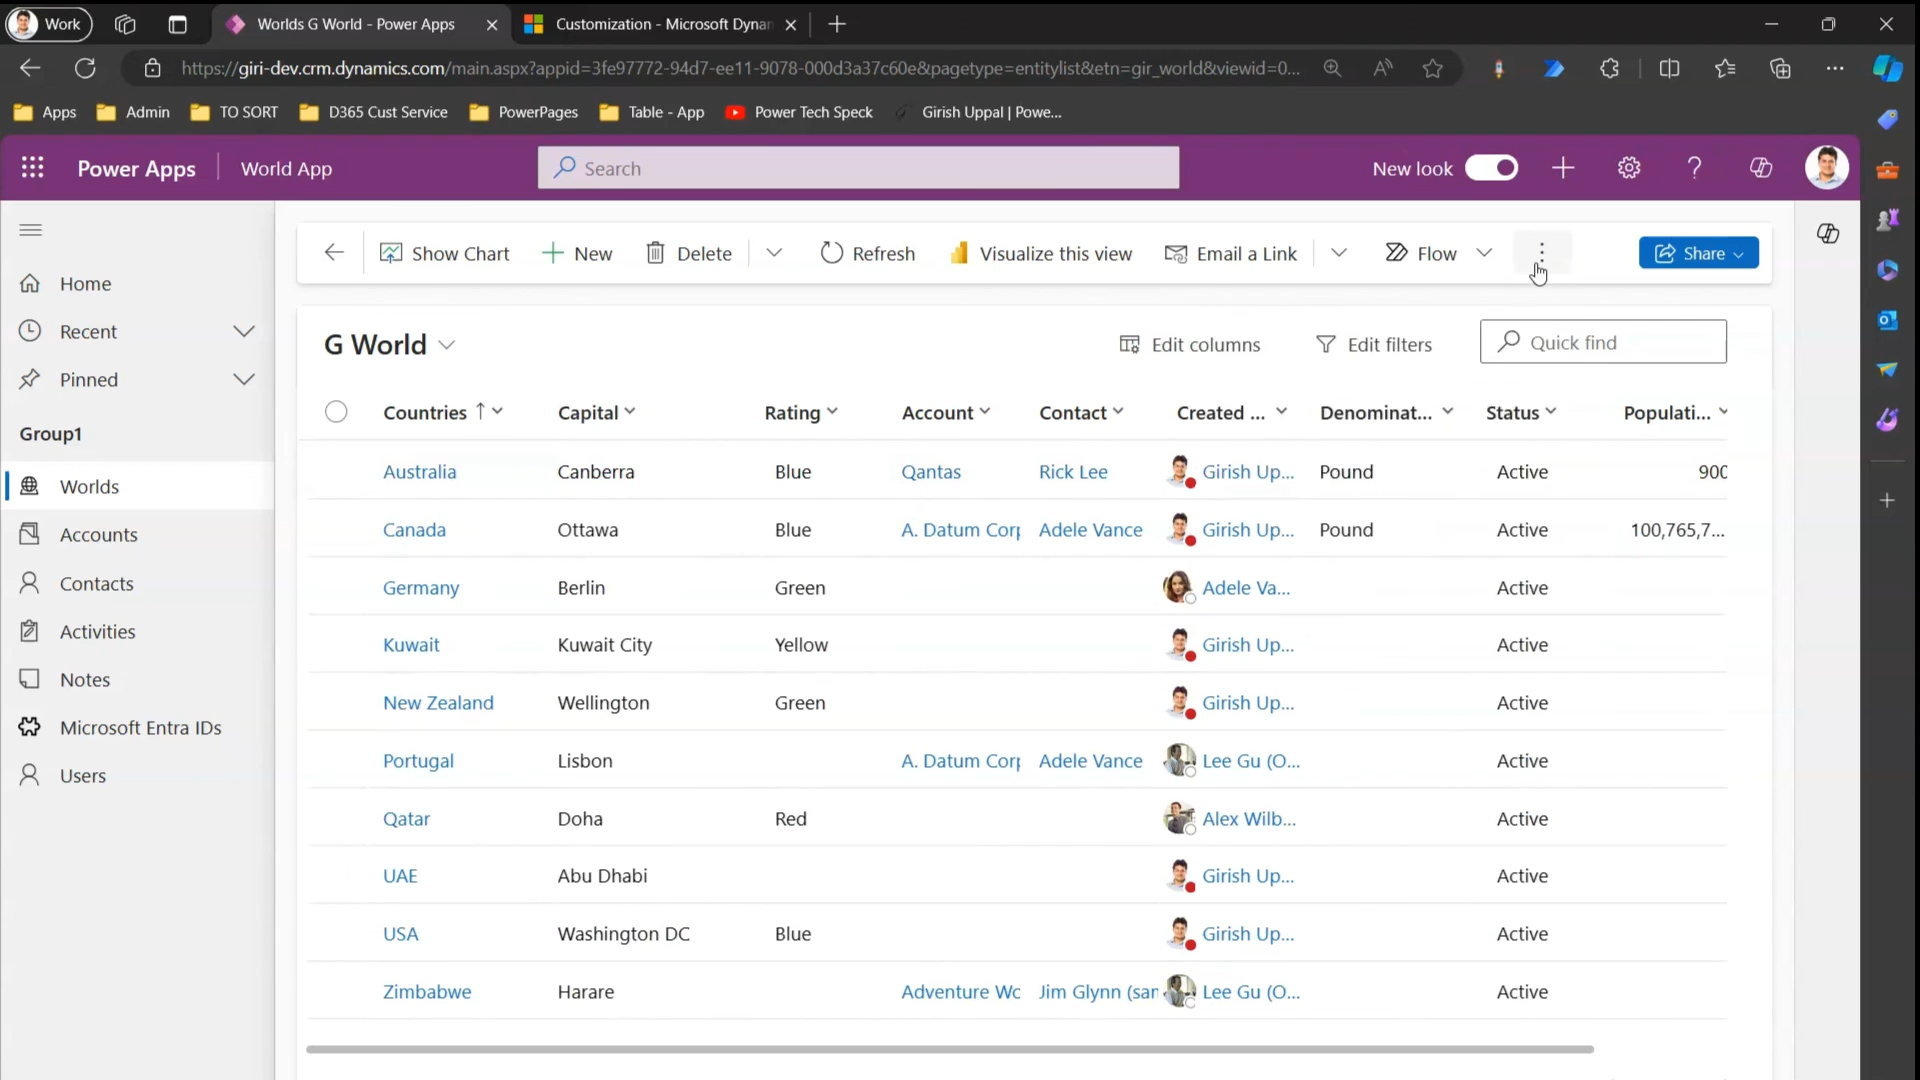 Work
Worlds G World - Power Apps
Customization - Microsoft Dynar
https://giri-dev.crm.dynamics.com/main.aspx?appid=3fe97772-94d7-ee11-9078-000d3a37c60e&pagetype=entitylist&etn=gir_world&viewid=0...
Apps Admin TO SORT D365 Cust Service PowerPages Table - App Power Tech Speck Girish Uppal | Powe...
Power Apps World App Search New look
Show Chart New Delete Refresh Visualize this view Email a Link Flow Share
Home
Recent
Pinned
Group1
Worlds
Accounts
Contacts
Activities
Notes
Microsoft Entra IDs
Users
G World Edit columns Edit filters Quick find
Countries ↑ Capital Rating Account Contact Created ... Denominat... Status Populati...
Australia Canberra Blue Qantas Rick Lee Girish Up... Pound Active 900
Canada Ottawa Blue A. Datum Corp Adele Vance Girish Up... Pound Active 100,765,7...
Germany Berlin Green Adele Va... Active
Kuwait Kuwait City Yellow Girish Up... Active
New Zealand Wellington Green Girish Up... Active
Portugal Lisbon A. Datum Corp Adele Vance Lee Gu (O... Active
Qatar Doha Red Alex Wilb... Active
UAE Abu Dhabi Girish Up... Active
USA Washington DC Blue Girish Up... Active
Zimbabwe Harare Adventure Wo Jim Glynn (sam Lee Gu (O... Active